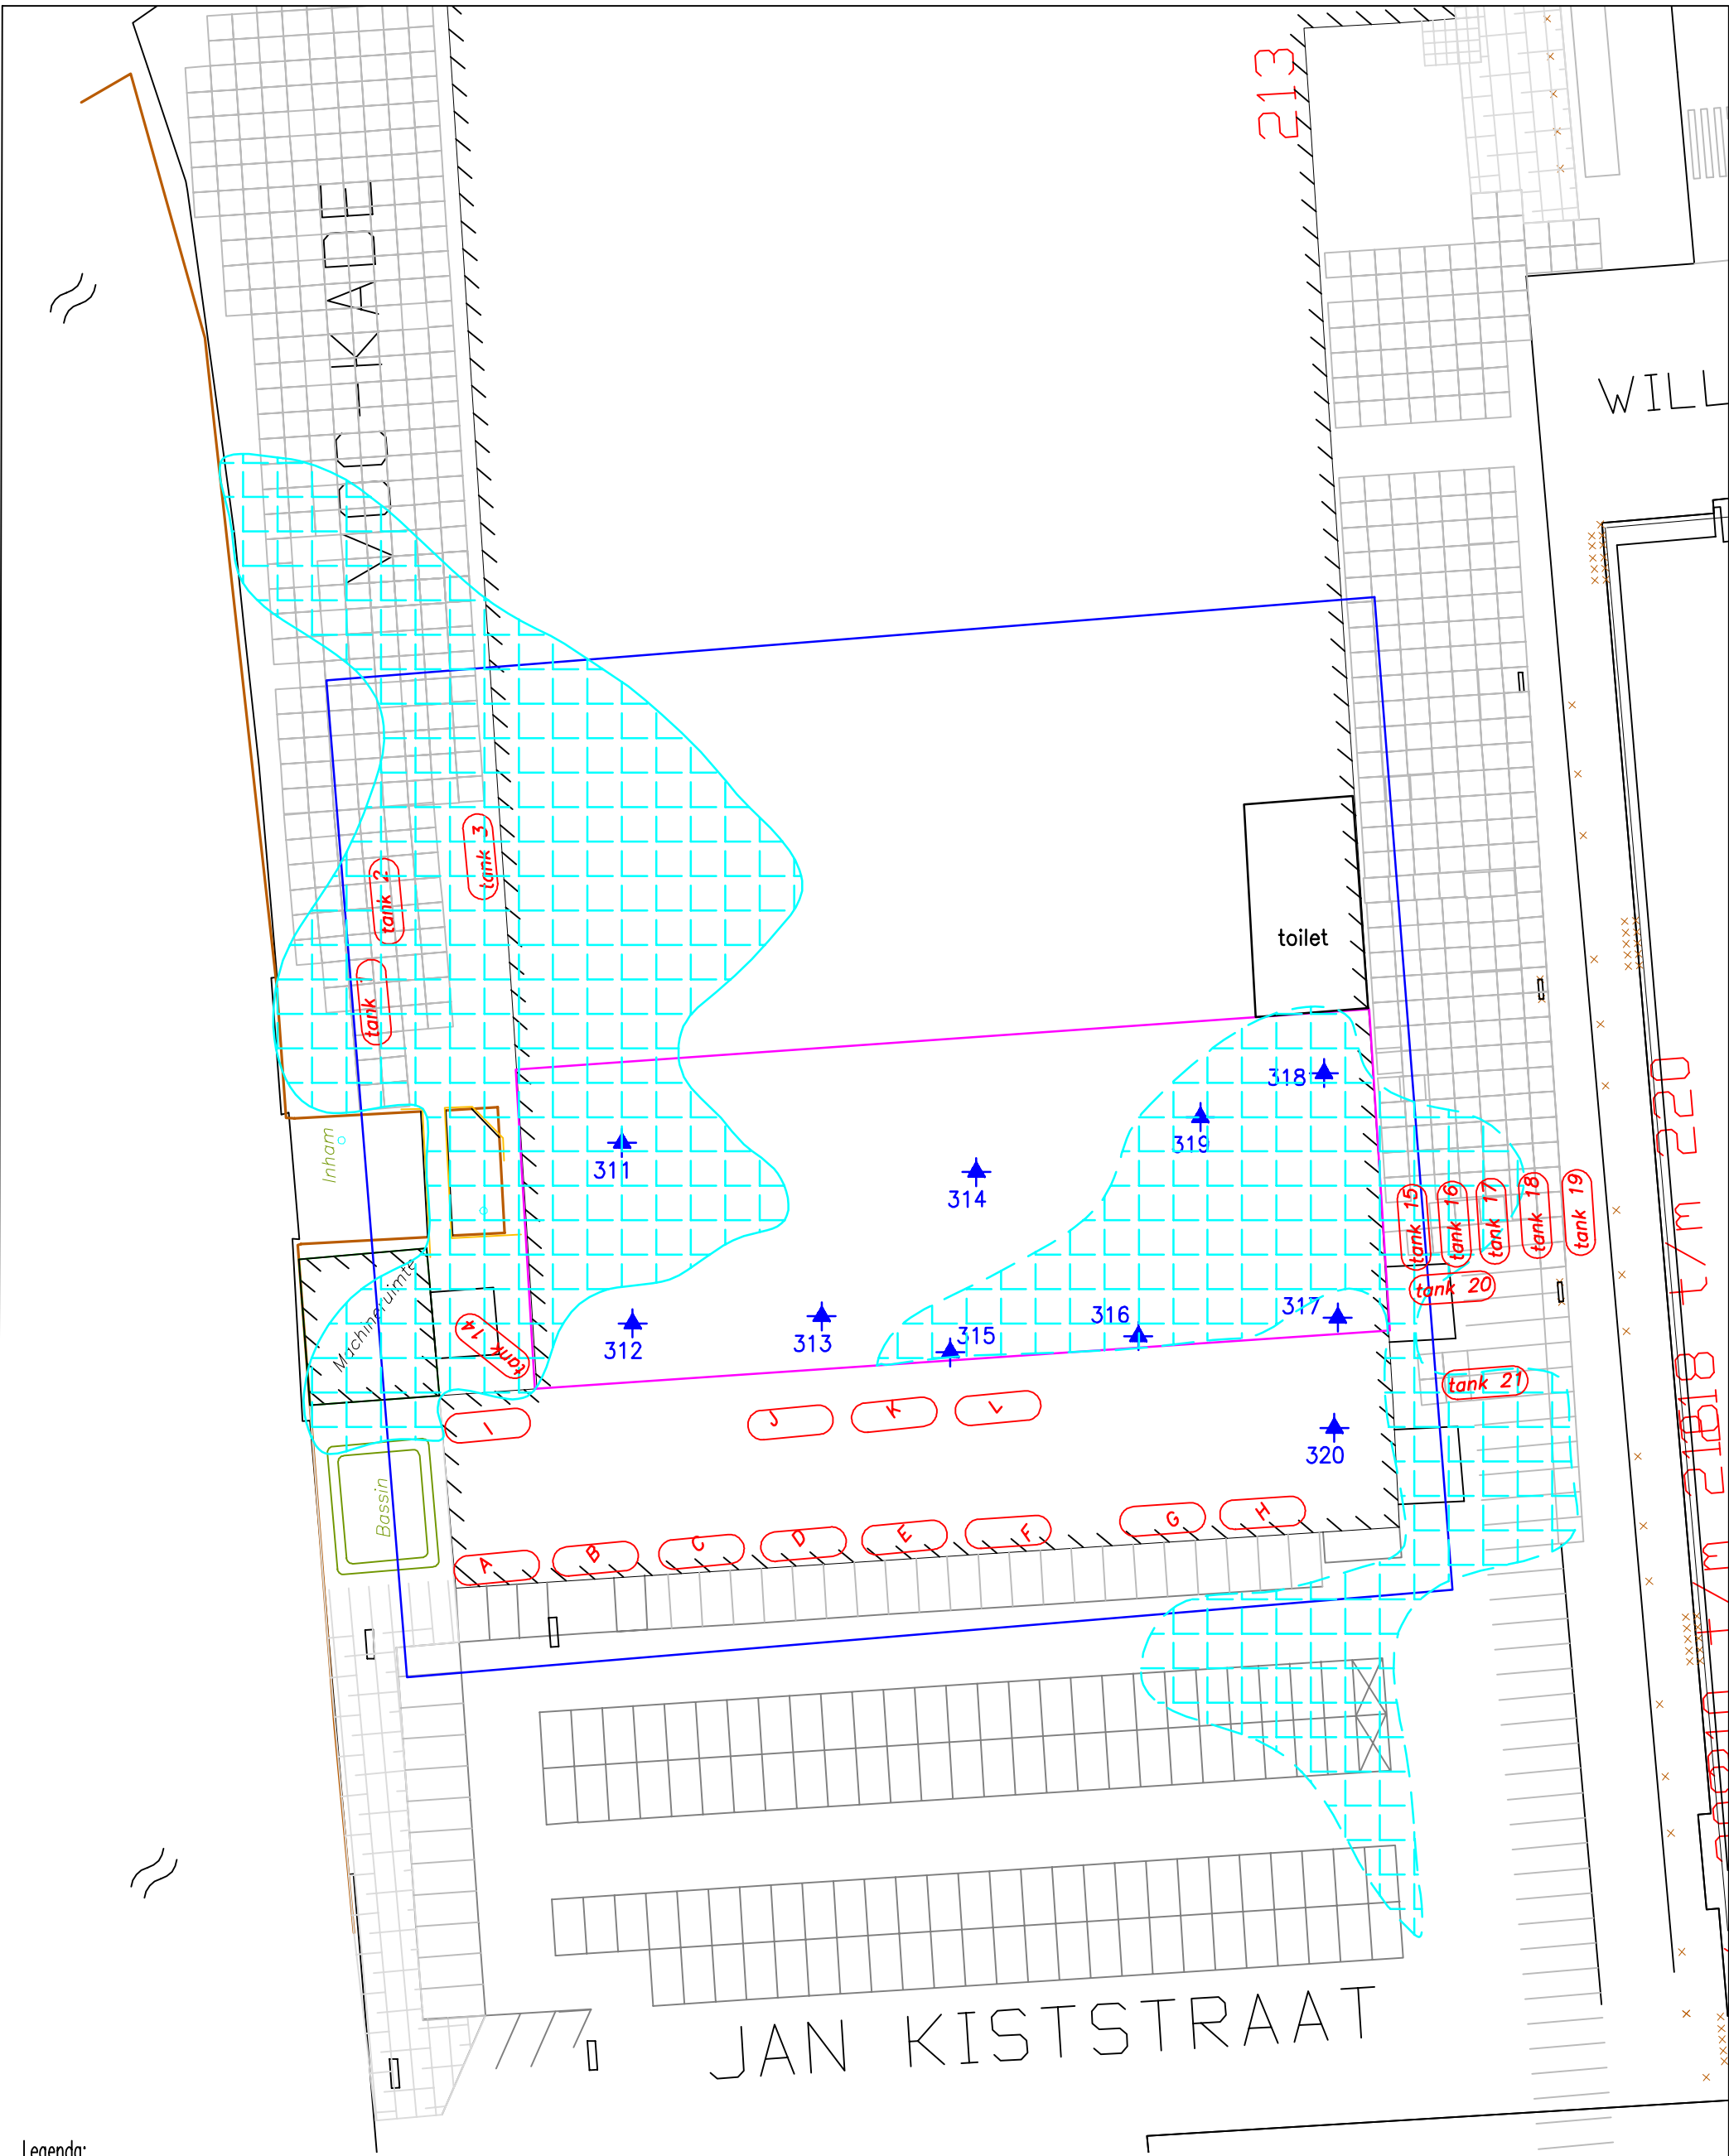 213
VOC-KADE
WILL
tank 3
tank 2
tank 1
toilet
318
319
311
314
Inham
Machineruimte
tank 14
312
313
315
316
317
tank 15
tank 16
tank 17
tank 18
tank 19
tank 20
tank 21
320
I
J
K
L
Bassin
A
B
C
D
E
F
G
H
JAN KISTSTRAAT
Legenda: